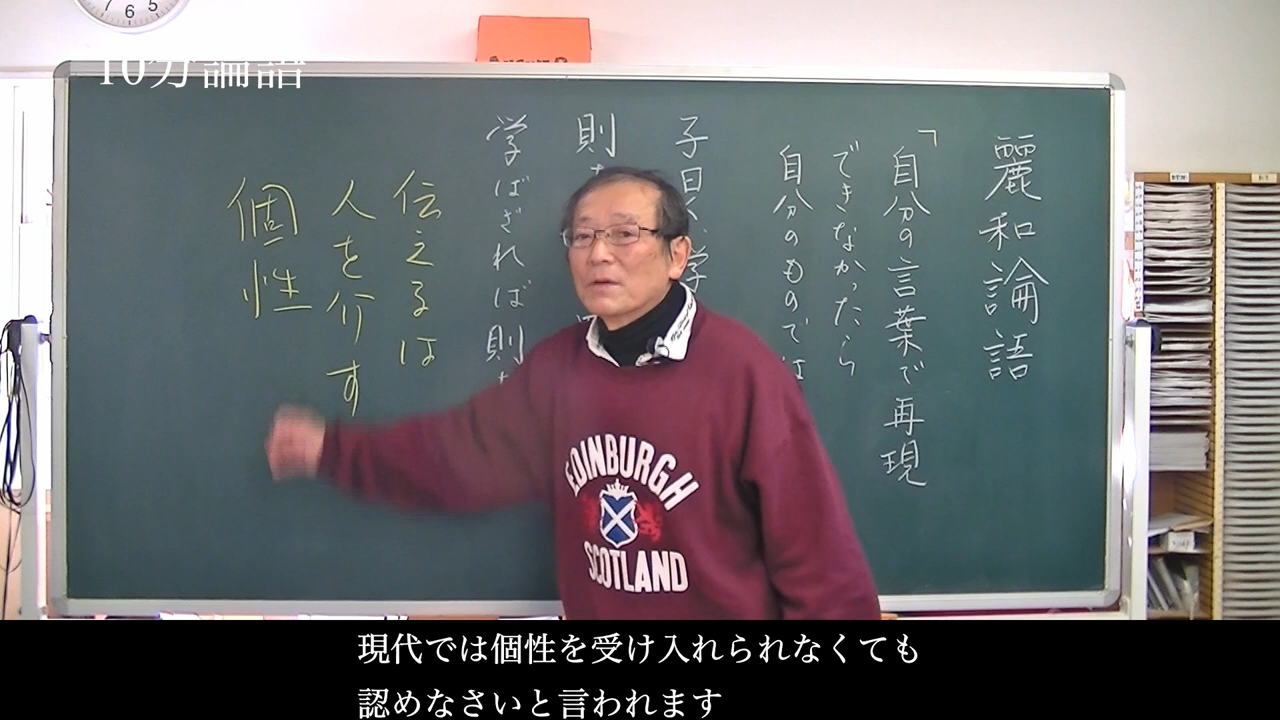 10分論語
麗和論語
「自分の言葉で再現
できなかったら
自分のものでは
子曰く、学
則
学ばざれば則
伝えるは
人を介す
個性
7 6 5
EDINBURGH
SCOTLAND
現代では個性を受け入れられなくても
認めなさいと言われます